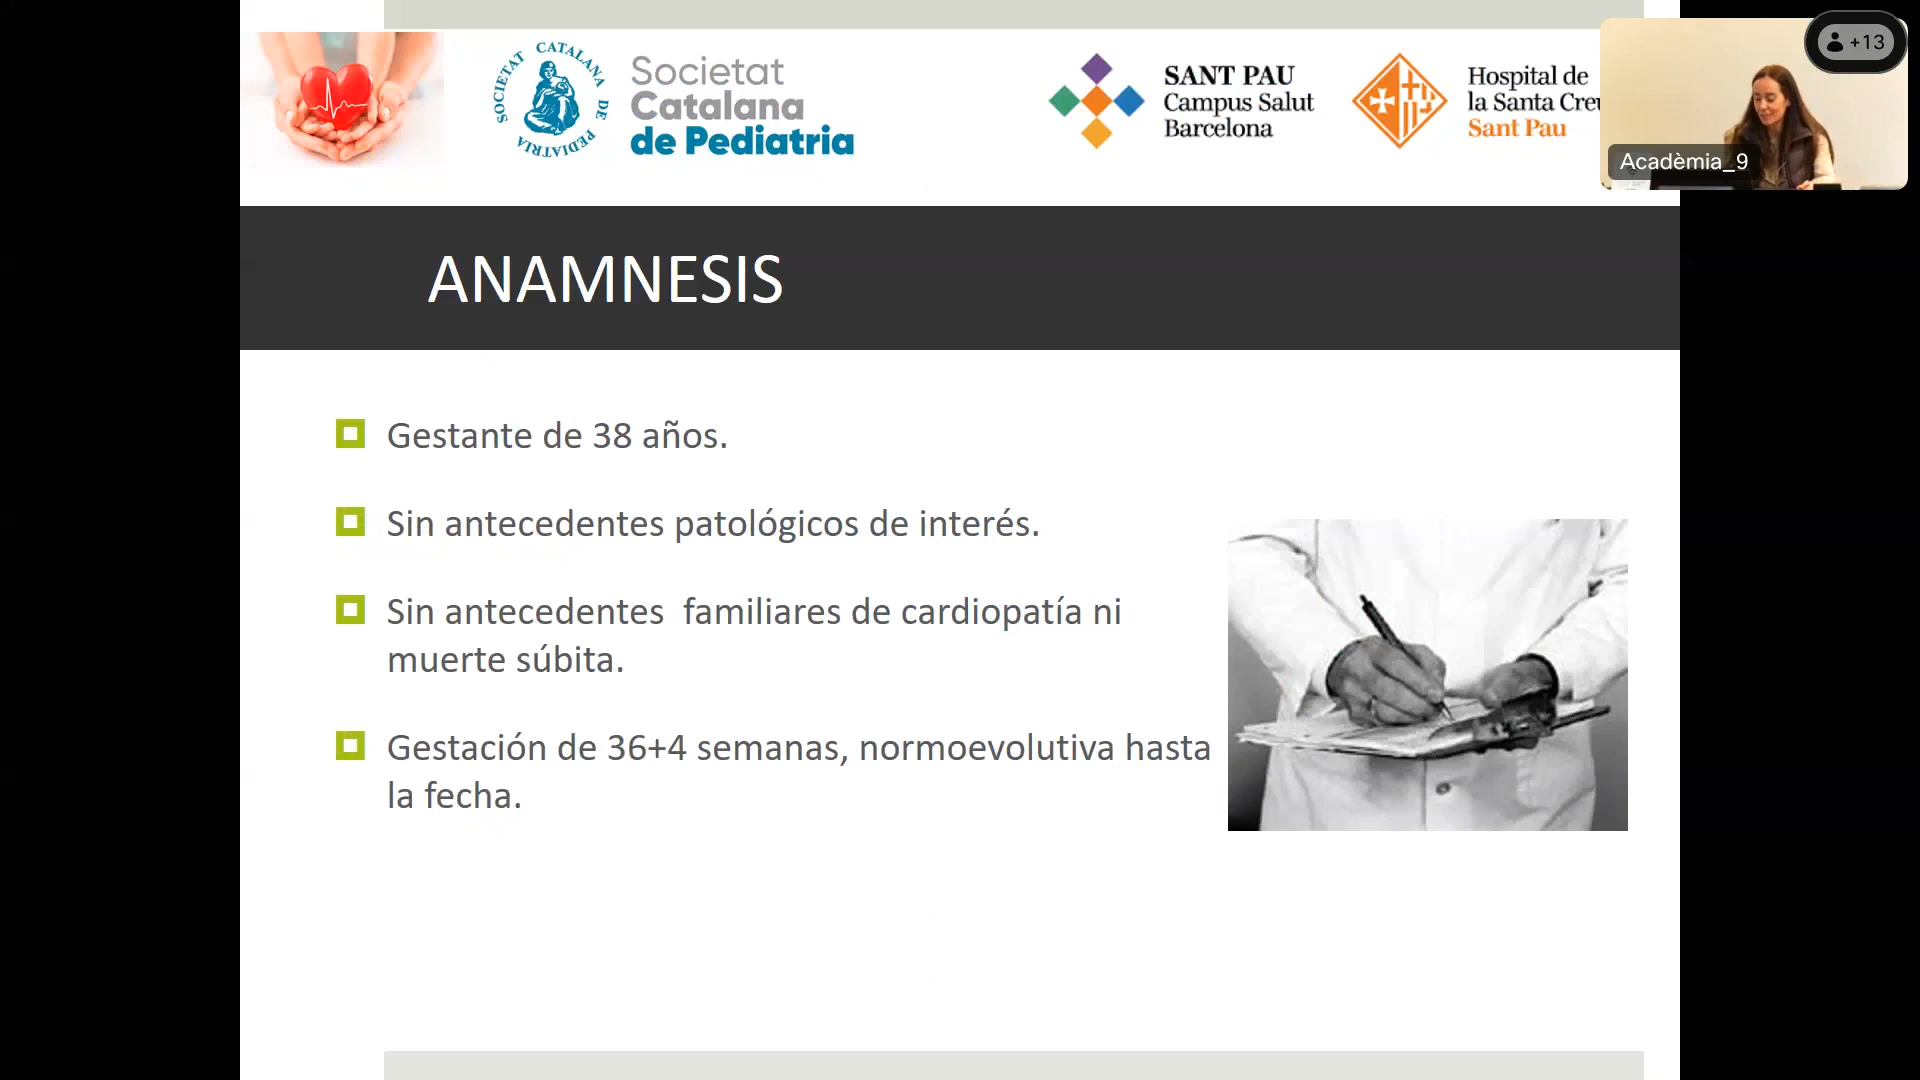 SOCIETAT CATALANA DE PEDIATRIA
Societat
Catalana
de Pediatria
SANT PAU
Campus Salut
Barcelona
Hospital de
la Santa Creu
Sant Pau
+13
Acadèmia_9
ANAMNESIS
Gestante de 38 años.
Sin antecedentes patológicos de interés.
Sin antecedentes  familiares de cardiopatía ni
muerte súbita.
Gestación de 36+4 semanas, normoevolutiva hasta
la fecha.